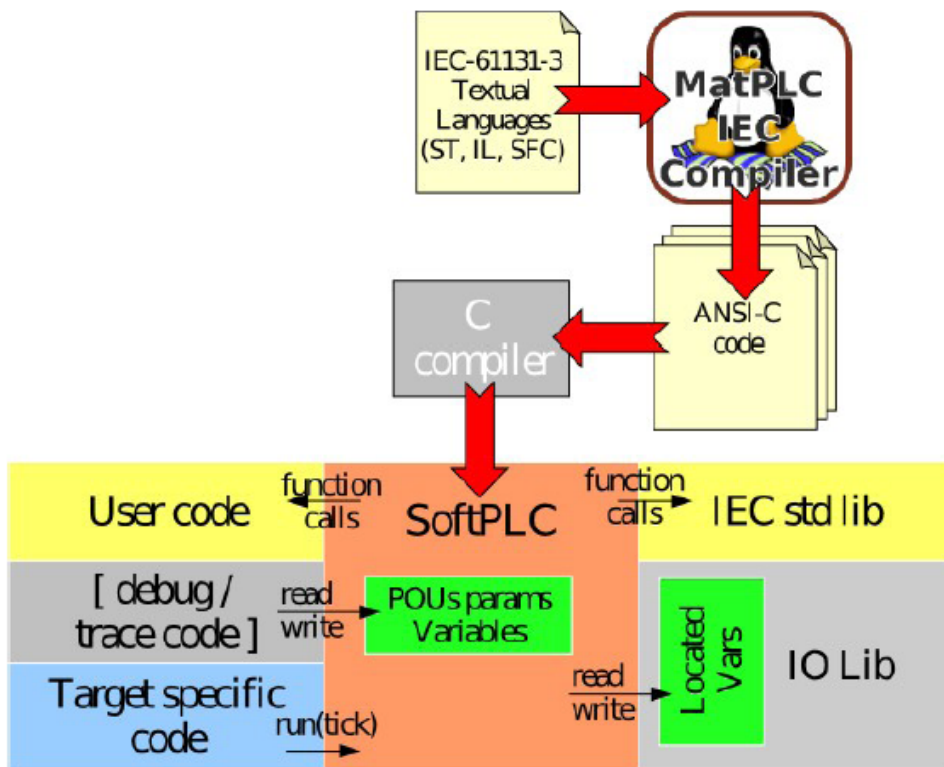 IEC-61131-3
Textual
Languages
(ST, IL, SFC)
MatPLC
IEC
Compiler
ANSI-C
code
C
compiler
User code
function
calls
SoftPLC
function
calls
IEC std lib
[ debug /
trace code ]
read
write
POUs params
Variables
Located
Vars
IO Lib
read
write
Target specific
code
run(tick)